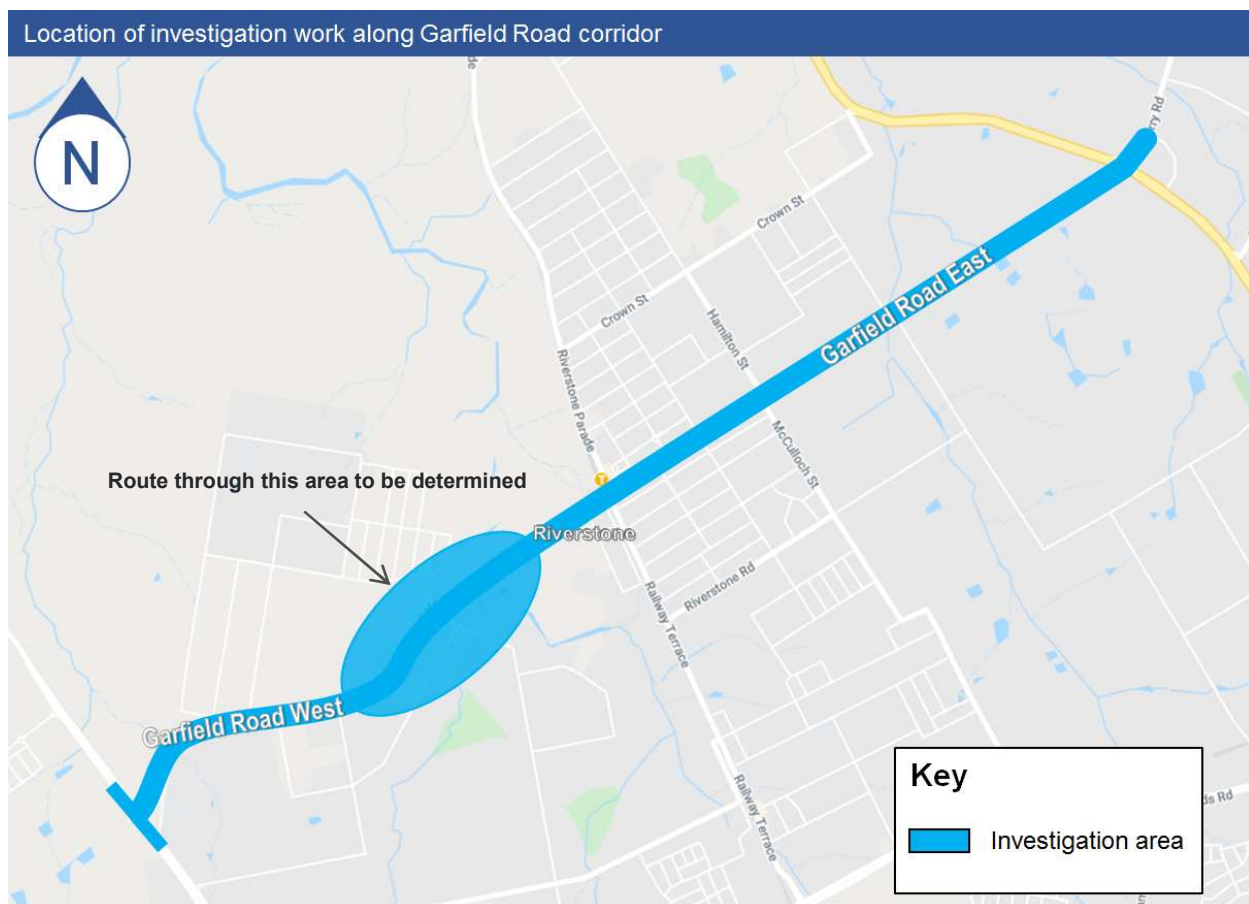 Location of investigation work along Garfield Road corridor
N
Crown St
Garfield Road East
Crown St
Hamilton St
Riverstone Parade
McCulloch St
Route through this area to be determined
Riverstone
Riverstone Rd
Railway Terrace
Garfield Road West
Railway Terrace
Key
Investigation area